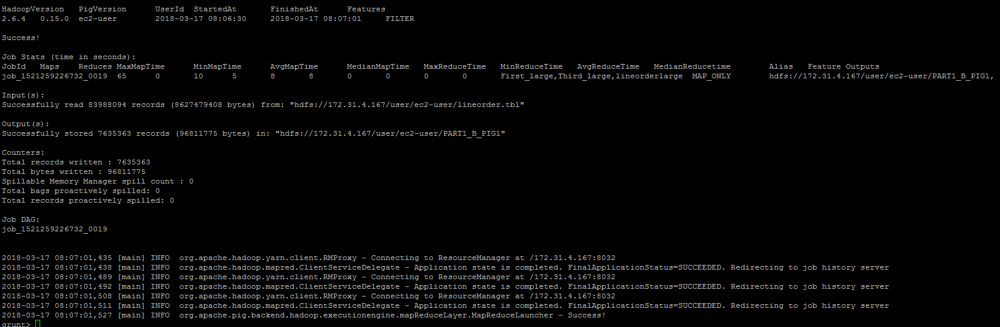 HadoopVersion PigVersion UserId StartedAt FinishedAt Features
2.6.4 0.15.0 ec2-user 2018-03-17 08:06:30 2018-03-17 08:07:01 FILTER
Success!
Job Stats (time in seconds):
JobId Maps Reduces MaxMapTime MinMapTime AvgMapTime MedianMapTime MaxReduceTime MinReduceTime AvgReduceTime MedianReducetime Alias Feature Outputs
job_1521259226732_0019 65 0 10 5 8 8 0 0 0 0 First_large,Third_large,lineorderlarge MAP_ONLY hdfs://172.31.4.167/user/ec2-user/PART1_B_PIG1,
Input(s):
Successfully read 83988094 records (8627479408 bytes) from: "hdfs://172.31.4.167/user/ec2-user/lineorder.tbl"
Output(s):
Successfully stored 7635363 records (96811775 bytes) in: "hdfs://172.31.4.167/user/ec2-user/PART1_B_PIG1"
Counters:
Total records written : 7635363
Total bytes written : 96811775
Spillable Memory Manager spill count : 0
Total bags proactively spilled: 0
Total records proactively spilled: 0
Job DAG:
job_1521259226732_0019
2018-03-17 08:07:01,435 [main] INFO org.apache.hadoop.yarn.client.RMProxy - Connecting to ResourceManager at /172.31.4.167:8032
2018-03-17 08:07:01,438 [main] INFO org.apache.hadoop.mapred.ClientServiceDelegate - Application state is completed. FinalApplicationStatus=SUCCEEDED. Redirecting to job history server
2018-03-17 08:07:01,489 [main] INFO org.apache.hadoop.yarn.client.RMProxy - Connecting to ResourceManager at /172.31.4.167:8032
2018-03-17 08:07:01,492 [main] INFO org.apache.hadoop.mapred.ClientServiceDelegate - Application state is completed. FinalApplicationStatus=SUCCEEDED. Redirecting to job history server
2018-03-17 08:07:01,508 [main] INFO org.apache.hadoop.yarn.client.RMProxy - Connecting to ResourceManager at /172.31.4.167:8032
2018-03-17 08:07:01,511 [main] INFO org.apache.hadoop.mapred.ClientServiceDelegate - Application state is completed. FinalApplicationStatus=SUCCEEDED. Redirecting to job history server
2018-03-17 08:07:01,527 [main] INFO org.apache.pig.backend.hadoop.executionengine.mapReduceLayer.MapReduceLauncher - Success!
grunt>